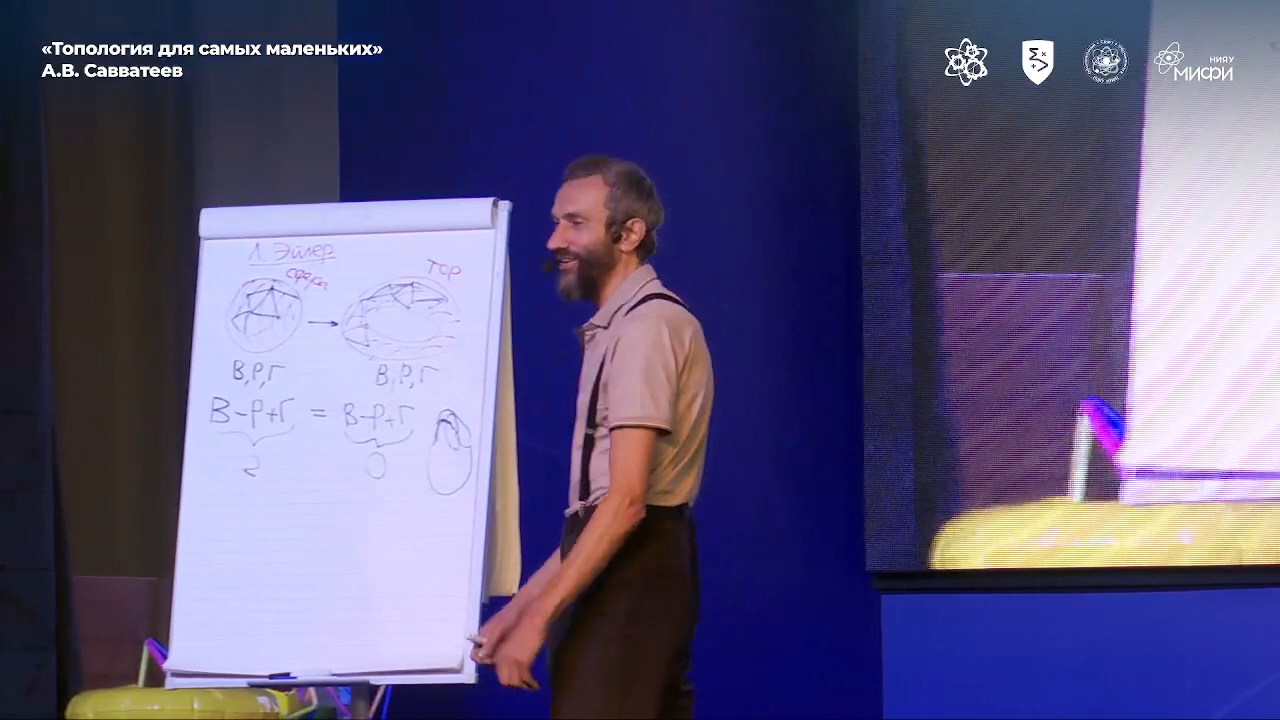 «Топология для самых маленьких»
А.В. Савватеев
НИЯУ
МИФИ
Л. Эйлер
сфера
тор
В,Р,Г
В,Р,Г
В-Р+Г = В-Р+Г
2
0